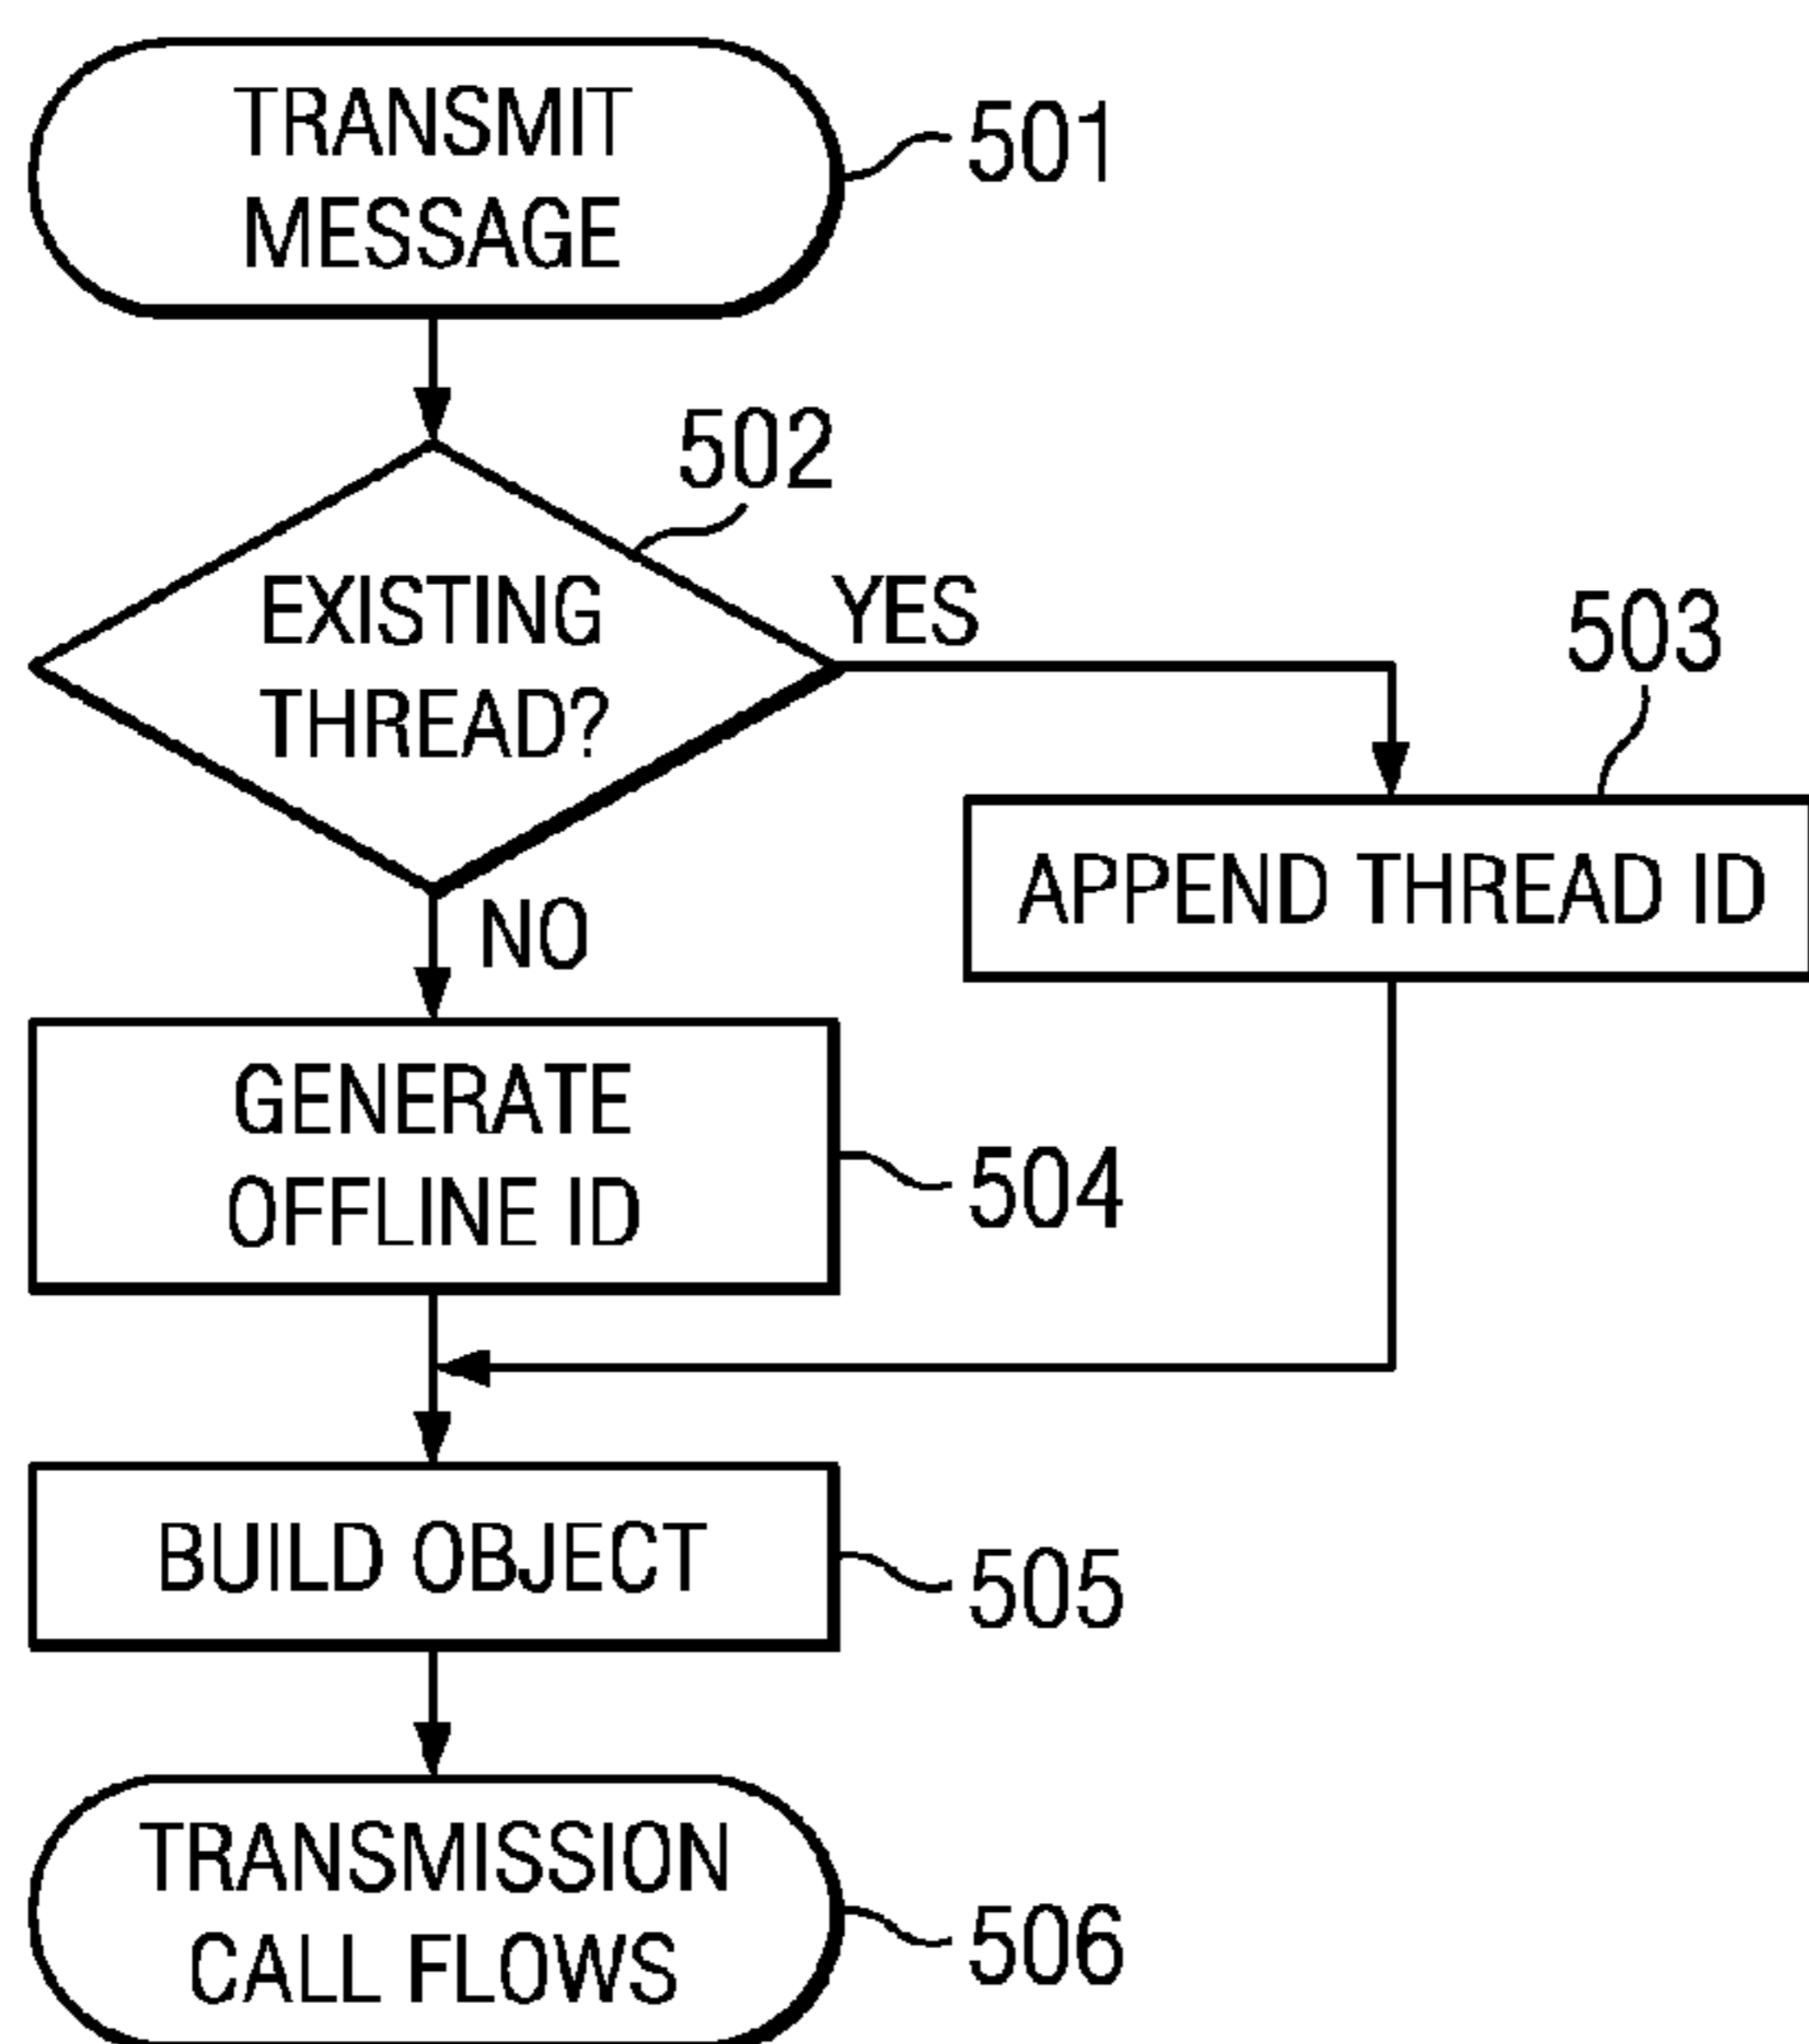 TRANSMIT
MESSAGE
501
502
EXISTING
THREAD?
YES
503
APPEND THREAD ID
NO
GENERATE
OFFLINE ID
504
BUILD OBJECT
505
TRANSMISSION
CALL FLOWS
506